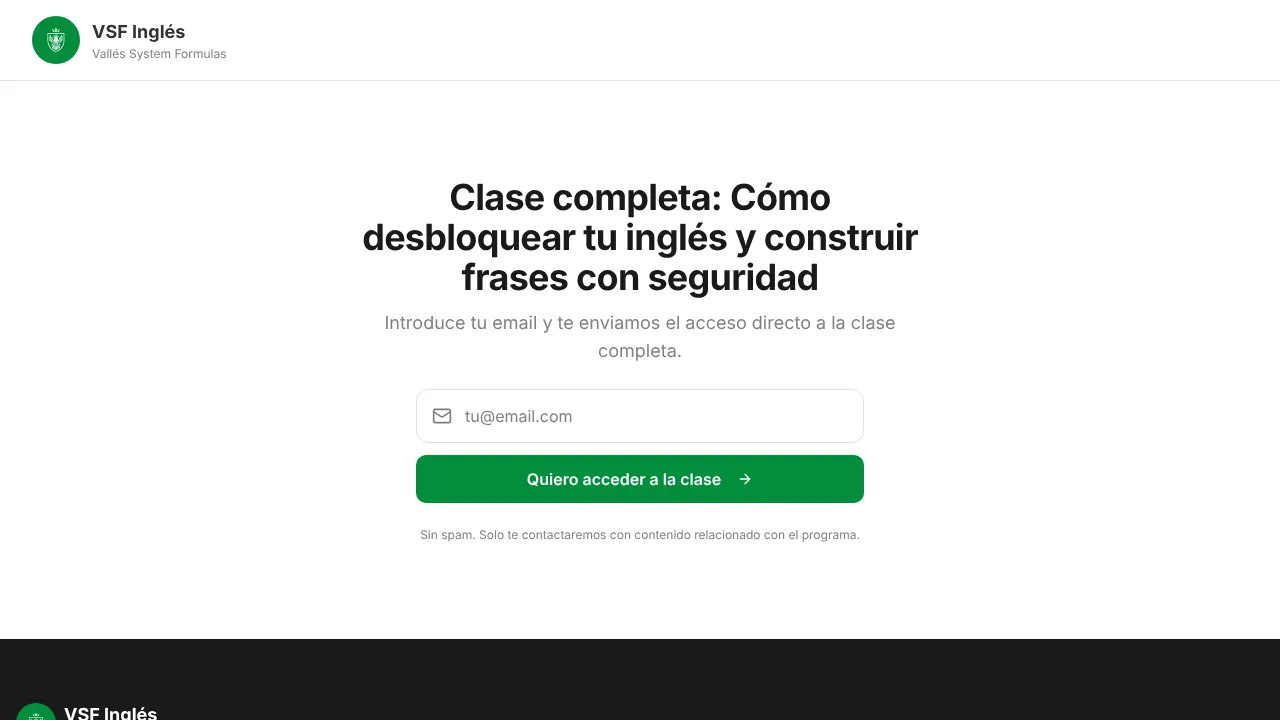 VSF Inglés
Vallés System Formulas
Clase completa: Cómo
desbloquear tu inglés y construir
frases con seguridad
Introduce tu email y te enviamos el acceso directo a la clase
completa.
tu@email.com
Quiero acceder a la clase →
Sin spam. Solo te contactaremos con contenido relacionado con el programa.
VSF Inglés